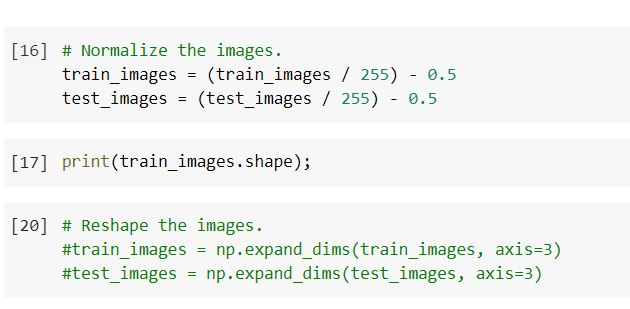 [16] # Normalize the images.
train_images = (train_images / 255) - 0.5
test_images = (test_images / 255) - 0.5
[17] print(train_images.shape);
[20] # Reshape the images.
#train_images = np.expand_dims(train_images, axis=3)
#test_images = np.expand_dims(test_images, axis=3)